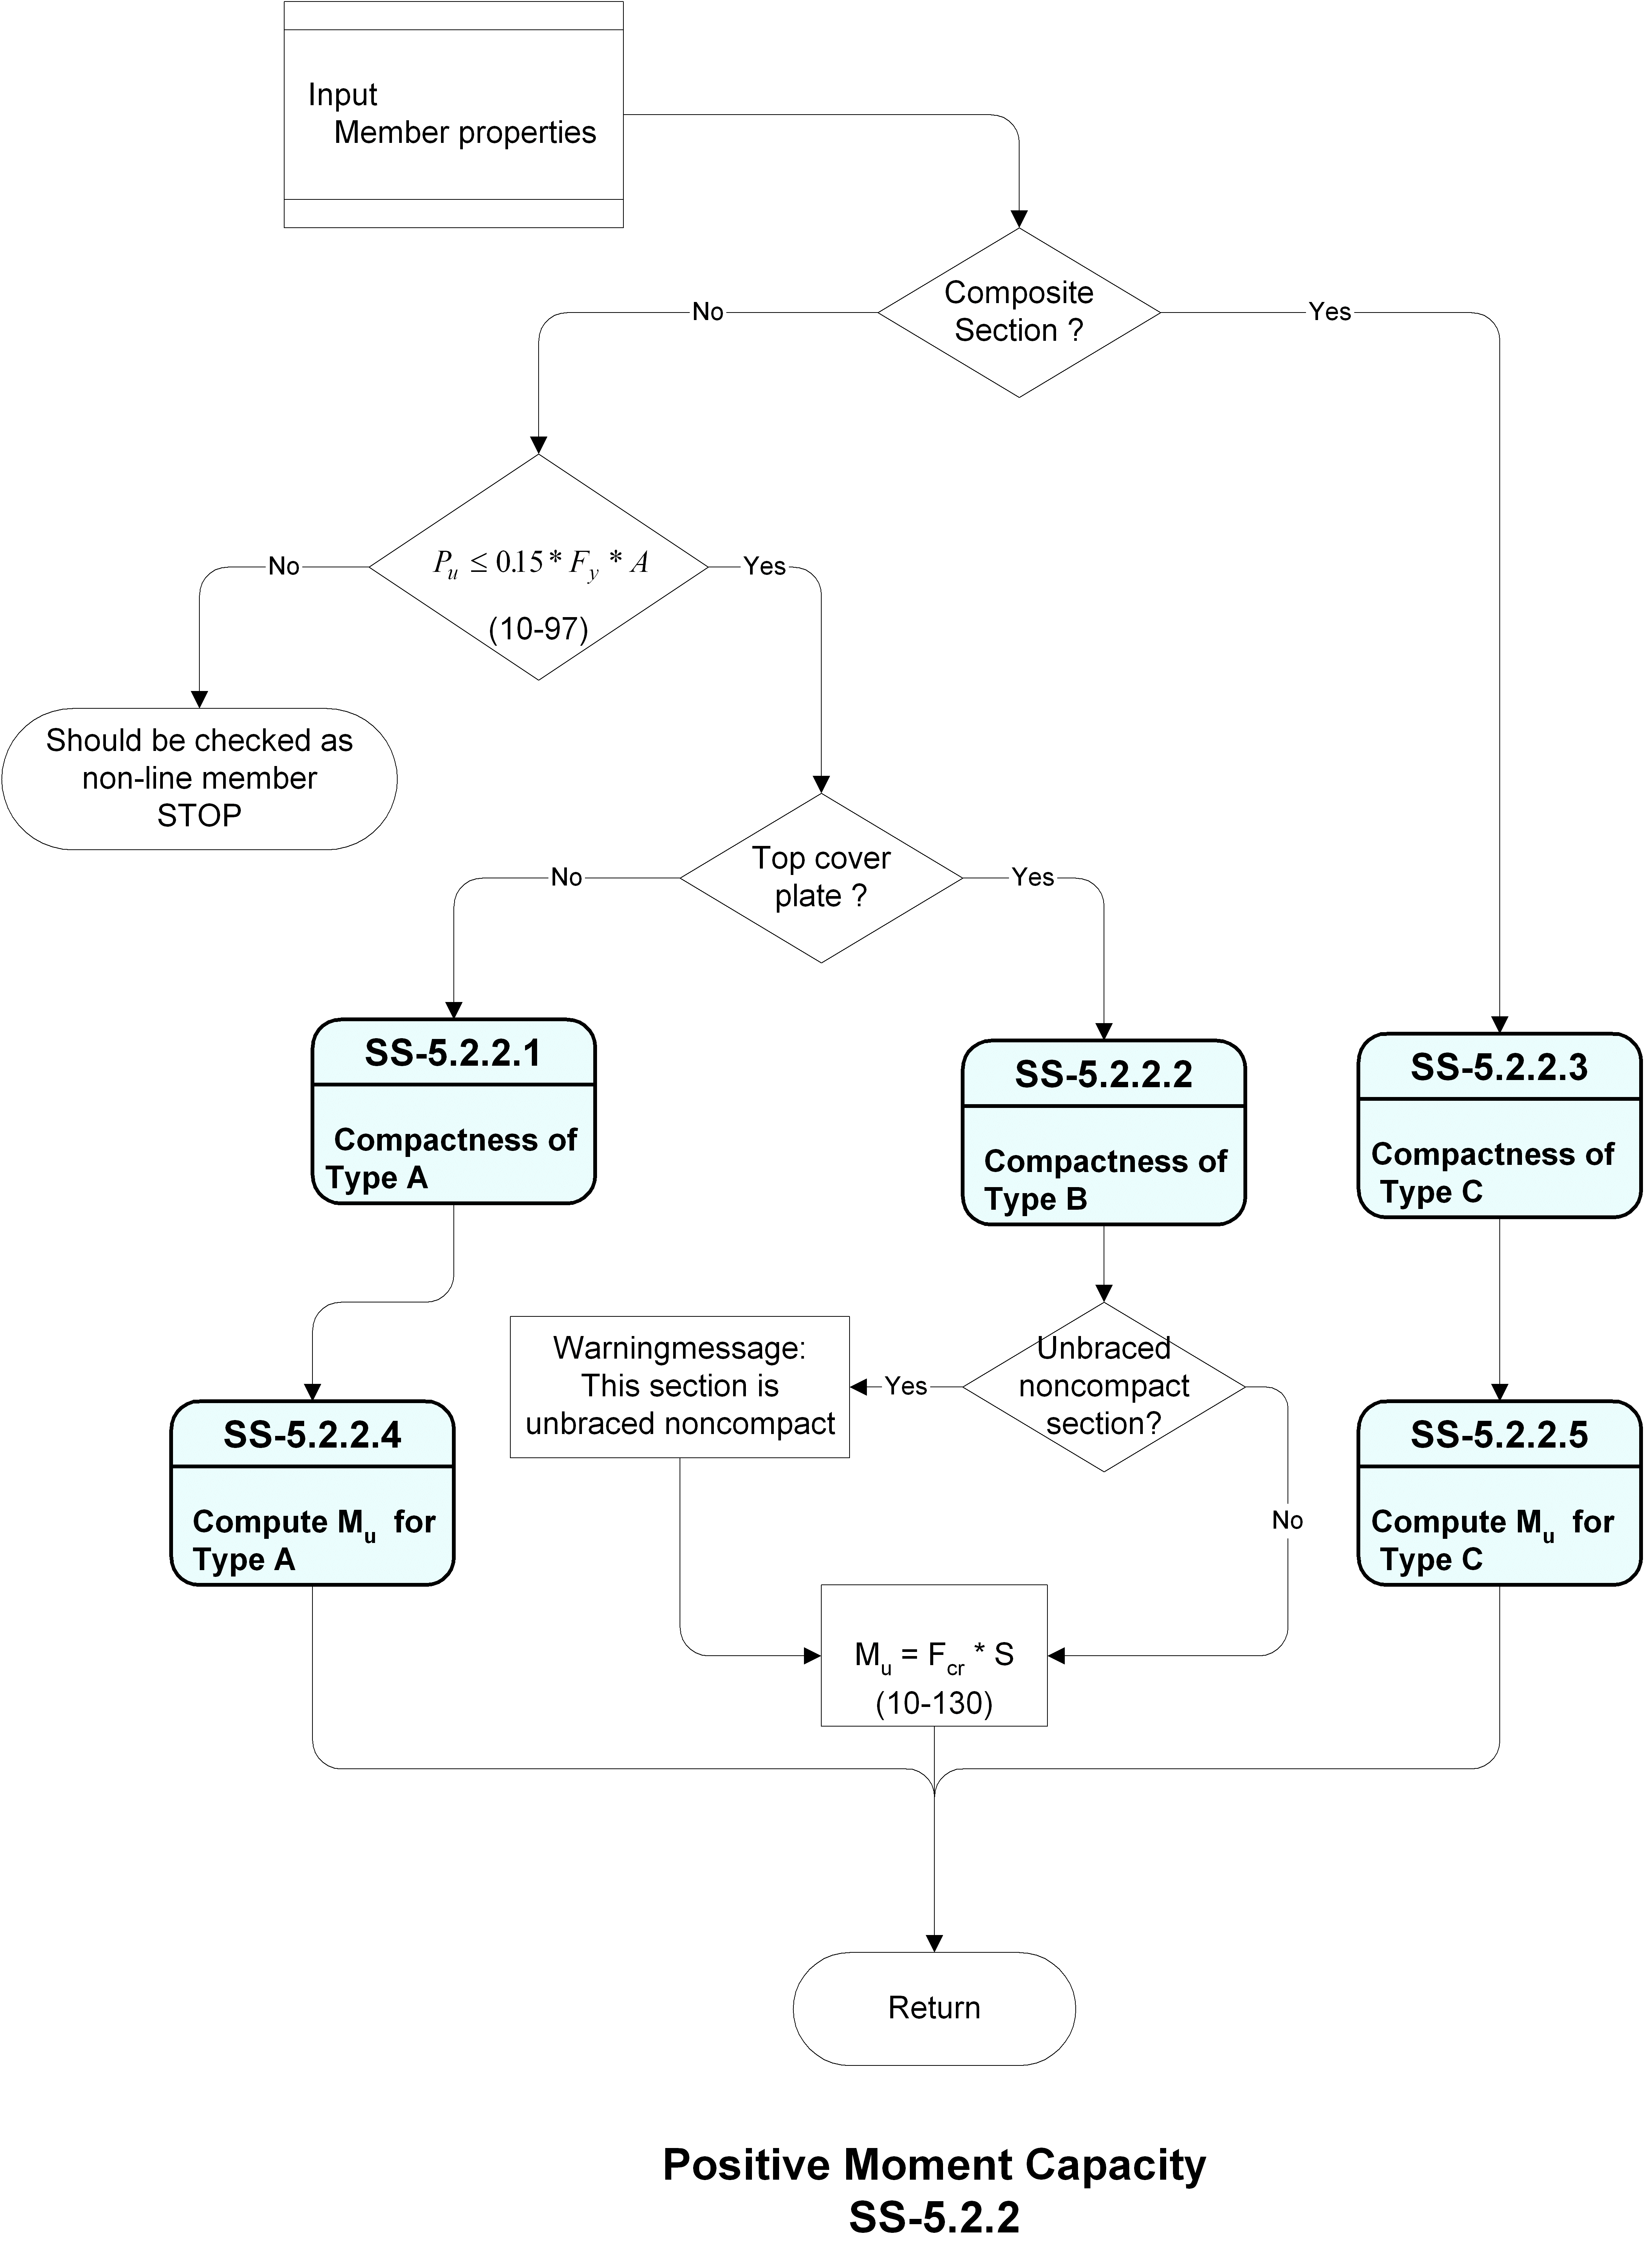 Input
Member properties
Composite
Section ?
No
Yes
P_u ≤ 0.15 * F_y * A
(10-97)
No
Yes
Should be checked as
non-line member
STOP
Top cover
plate ?
No
Yes
SS-5.2.2.1
Compactness of
Type A
SS-5.2.2.2
Compactness of
Type B
SS-5.2.2.3
Compactness of
Type C
Warningmessage:
This section is
unbraced noncompact
Yes
Unbraced
noncompact
section?
No
SS-5.2.2.4
Compute M_u for
Type A
SS-5.2.2.5
Compute M_u for
Type C
M_u = F_cr * S
(10-130)
Return
Positive Moment Capacity
SS-5.2.2